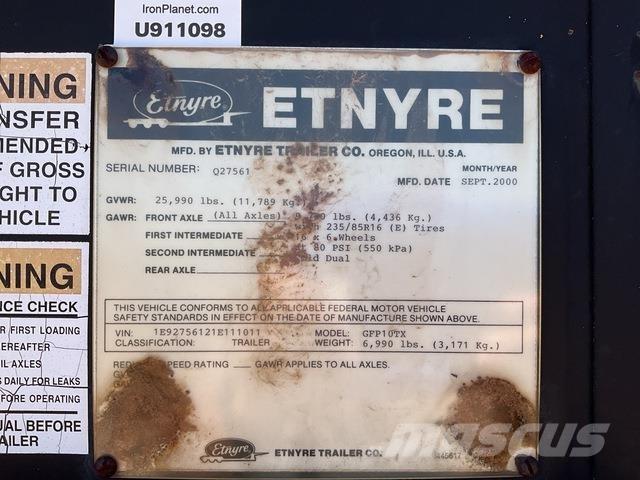 IronPlanet.com
U911098
NING
NSFER
MENDED
F GROSS
GHT TO
HICLE
NING
NCE CHECK
R FIRST LOADING
EREAFTER
IL AXLES
S DAILY FOR LEAKS
FORE OPERATING
UAL BEFORE
AILER
Etnyre
ETNYRE
MFD. BY ETNYRE TRAILER CO. OREGON, ILL. U.S.A.
SERIAL NUMBER: Q27561
MONTH/YEAR
MFD. DATE SEPT.2000
GVWR: 25,990 lbs. (11,789 Kg.)
GAWR: FRONT AXLE (All Axles) lbs. (4,436 Kg.)
235/85R16 (E) Tires
FIRST INTERMEDIATE 16 x 6 Wheels
SECOND INTERMEDIATE 80 PSI (550 kPa)
REAR AXLE Dual
THIS VEHICLE CONFORMS TO ALL APPLICABLE FEDERAL MOTOR VEHICLE
SAFETY STANDARDS IN EFFECT ON THE DATE OF MANUFACTURE SHOWN ABOVE.
VIN: 1E92756121E111011 MODEL: GFP10TX
CLASSIFICATION: TRAILER WEIGHT: 6,990 lbs. (3,171 Kg.)
SPEED RATING GAWR APPLIES TO ALL AXLES.
Etnyre ETNYRE TRAILER CO.
mascus